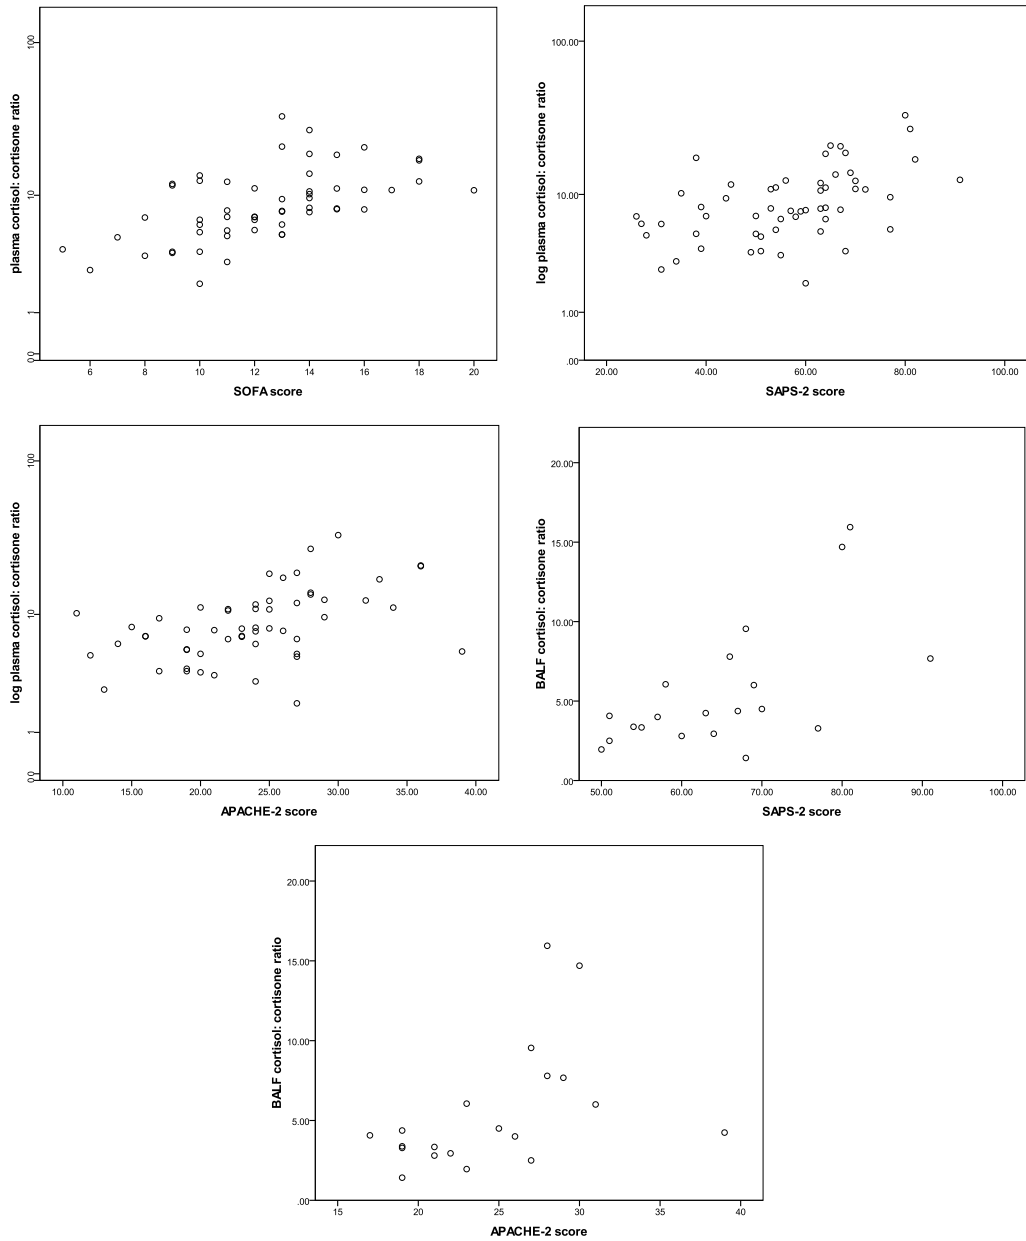 plasma cortisol: cortisone ratio
100
10
1
0.0
6 8 10 12 14 16 18 20
SOFA score
log plasma cortisol: cortisone ratio
100.00
10.00
1.00
.00
20.00 40.00 60.00 80.00 100.00
SAPS-2 score
log plasma cortisol: cortisone ratio
100
10
1
0.0
10.00 15.00 20.00 25.00 30.00 35.00 40.00
APACHE-2 score
BALF cortisol: cortisone ratio
20.00
15.00
10.00
5.00
.00
50.00 60.00 70.00 80.00 90.00 100.00
SAPS-2 score
BALF cortisol: cortisone ratio
20.00
15.00
10.00
5.00
.00
15 20 25 30 35 40
APACHE-2 score